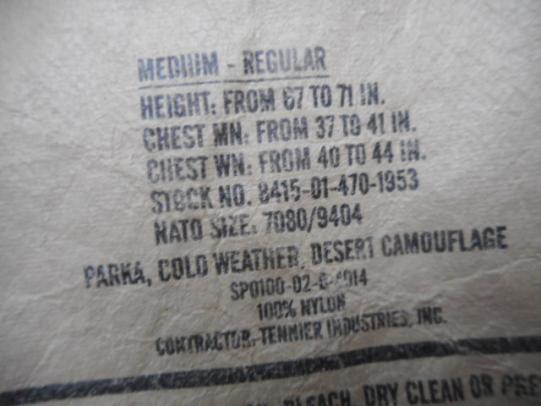 MEDIUM - REGULAR
HEIGHT: FROM 67 TO 71 IN.
CHEST MN: FROM 37 TO 41 IN.
CHEST WN: FROM 40 TO 44 IN.
STOCK NO. 8415-01-470-1953
NATO SIZE: 7080/9404
PARKA, COLD WEATHER, DESERT CAMOUFLAGE
100% NYLON
CONTRACTOR: TENNIER INDUSTRIES, INC.
BLEACH, DRY CLEAN OR